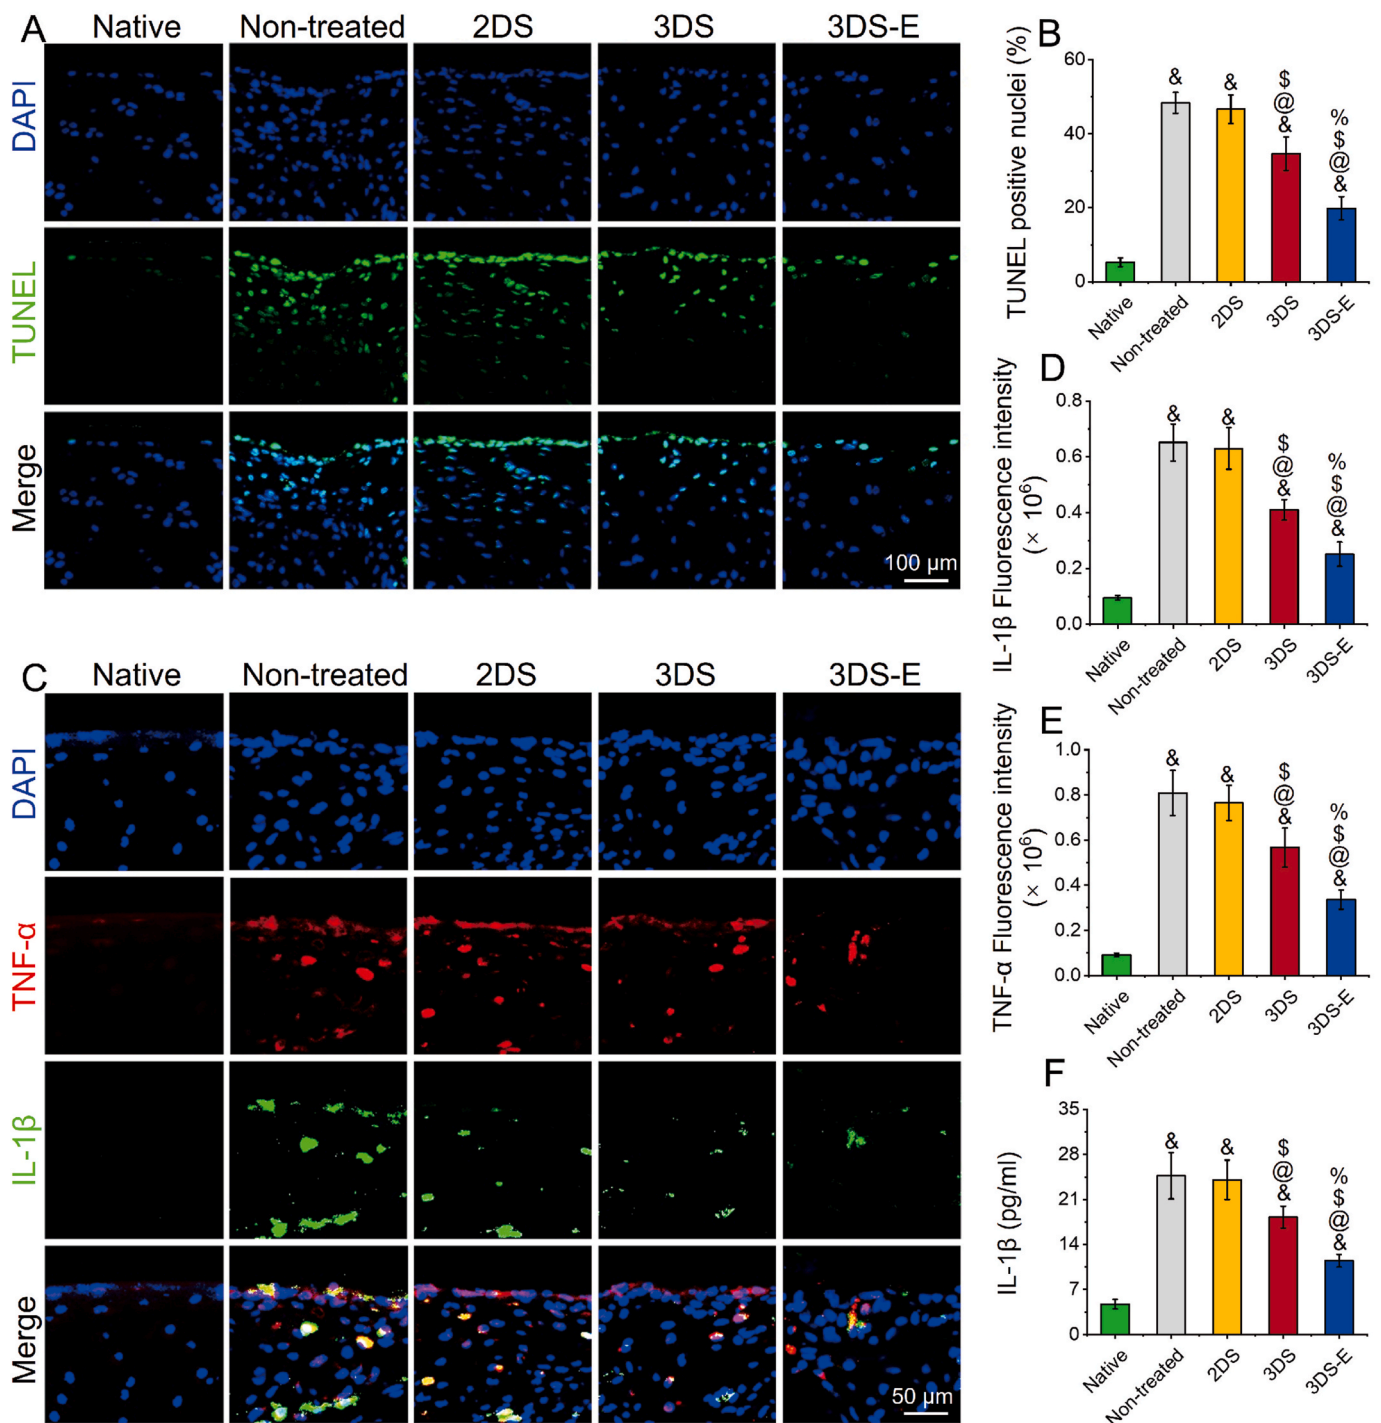 A
Native Non-treated 2DS 3DS 3DS-E
DAPI
TUNEL
Merge
100 μm
B
TUNEL positive nuclei (%)
60
40
20
0
&
&
$
@
&
%
$
@
&
Native
Non-treated
2DS
3DS
3DS-E
C
Native Non-treated 2DS 3DS 3DS-E
DAPI
TNF-α
IL-1β
Merge
50 μm
D
IL-1β Fluorescence intensity
(× 10⁶)
0.8
0.6
0.4
0.2
0.0
&
&
$
@
&
%
$
@
&
Native
Non-treated
2DS
3DS
3DS-E
E
TNF-α Fluorescence intensity
(× 10⁶)
1.0
0.8
0.6
0.4
0.2
0.0
&
&
$
@
&
%
$
@
&
Native
Non-treated
2DS
3DS
3DS-E
F
IL-1β (pg/ml)
35
28
21
14
7
0
&
&
$
@
&
%
$
@
&
Native
Non-treated
2DS
3DS
3DS-E